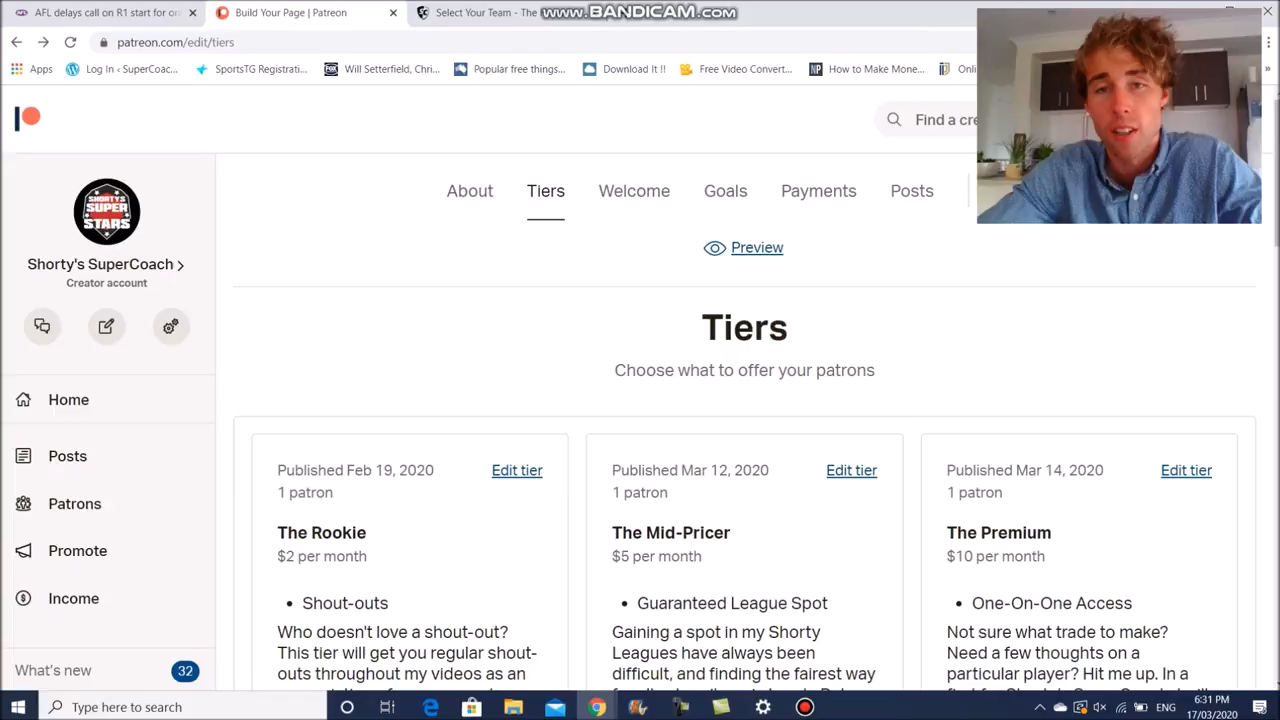 AFL delays call on R1 start for or
Build Your Page | Patreon
Select Your Team - The
www.BANDICAM.com
patreon.com/edit/tiers
Apps
Log In ‹ SuperCoac...
SportsTG Registrati...
Will Setterfield, Chri...
Popular free things...
Download It !!
Free Video Convert...
How to Make Mone...
Onli
»
Find a cre
SHORTY'S
SUPER
STARS
About
Tiers
Welcome
Goals
Payments
Posts
Preview
Shorty's SuperCoach
Creator account
Tiers
Choose what to offer your patrons
Home
Posts
Patrons
Promote
Income
What's new
32
Published Feb 19, 2020
Edit tier
1 patron
The Rookie
$2 per month
• Shout-outs
Who doesn't love a shout-out?
This tier will get you regular shout-
outs throughout my videos as an
Published Mar 12, 2020
Edit tier
1 patron
The Mid-Pricer
$5 per month
• Guaranteed League Spot
Gaining a spot in my Shorty
Leagues have always been
difficult, and finding the fairest way
Published Mar 14, 2020
Edit tier
1 patron
The Premium
$10 per month
• One-On-One Access
Not sure what trade to make?
Need a few thoughts on a
particular player? Hit me up. In a
Type here to search
ENG
6:31 PM
17/03/2020